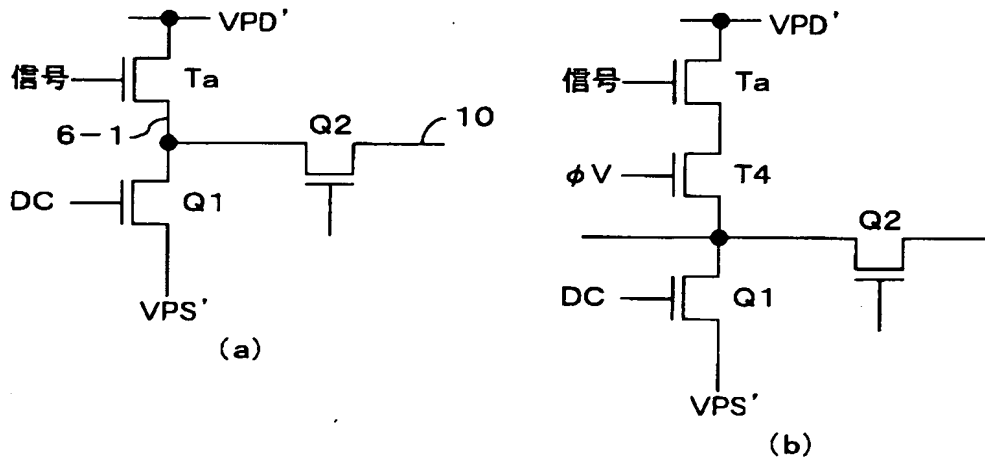 VPD'
信号
Ta
6-1
Q2
10
DC
Q1
VPS'
(a)
VPD'
信号
Ta
φV
T4
Q2
DC
Q1
VPS'
(b)